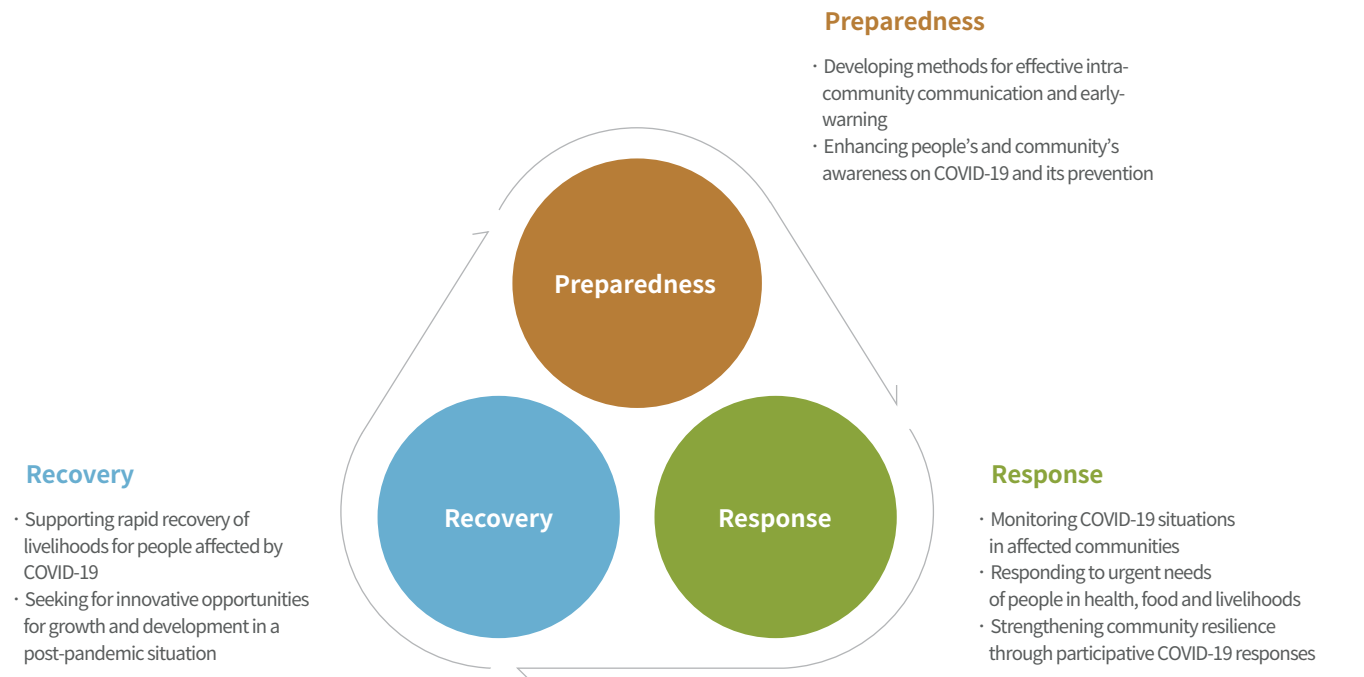 Preparedness
· Developing methods for effective intra-
community communication and early-
warning
· Enhancing people’s and community’s
awareness on COVID-19 and its prevention
Preparedness
Recovery
Response
Recovery
· Supporting rapid recovery of
livelihoods for people affected by
COVID-19
· Seeking for innovative opportunities
for growth and development in a
post-pandemic situation
Response
· Monitoring COVID-19 situations
in affected communities
· Responding to urgent needs
of people in health, food and livelihoods
· Strengthening community resilience
through participative COVID-19 responses